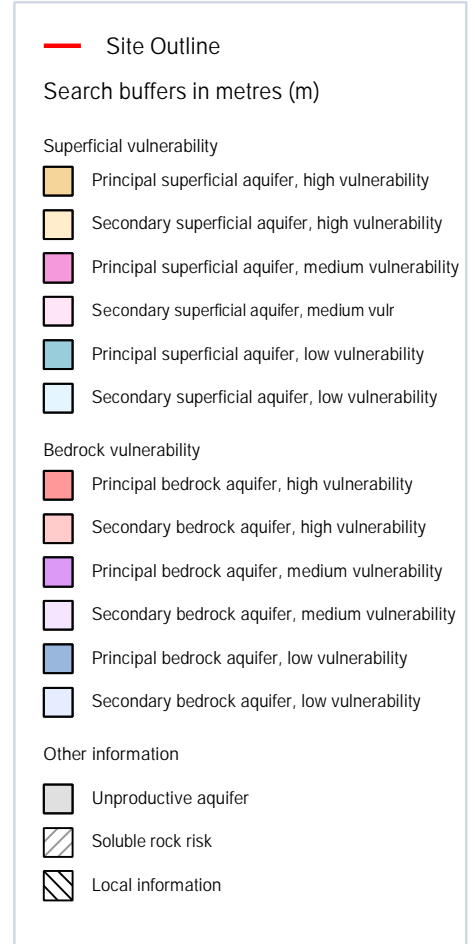 Site Outline
Search buffers in metres (m)
Superficial vulnerability
Principal superficial aquifer, high vulnerability
Secondary superficial aquifer, high vulnerability
Principal superficial aquifer, medium vulnerability
Secondary superficial aquifer, medium vulr
Principal superficial aquifer, low vulnerability
Secondary superficial aquifer, low vulnerability
Bedrock vulnerability
Principal bedrock aquifer, high vulnerability
Secondary bedrock aquifer, high vulnerability
Principal bedrock aquifer, medium vulnerability
Secondary bedrock aquifer, medium vulnerability
Principal bedrock aquifer, low vulnerability
Secondary bedrock aquifer, low vulnerability
Other information
Unproductive aquifer
Soluble rock risk
Local information